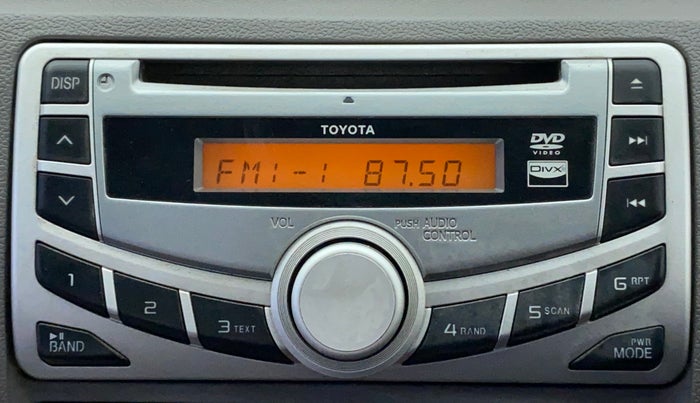 DISP
TOYOTA
DVD
VIDEO
DIVX
FM1-1 87.50
VOL
PUSH AUDIO
CONTROL
1
2
3 TEXT
4 RAND
5 SCAN
6 RPT
BAND
PWR
MODE